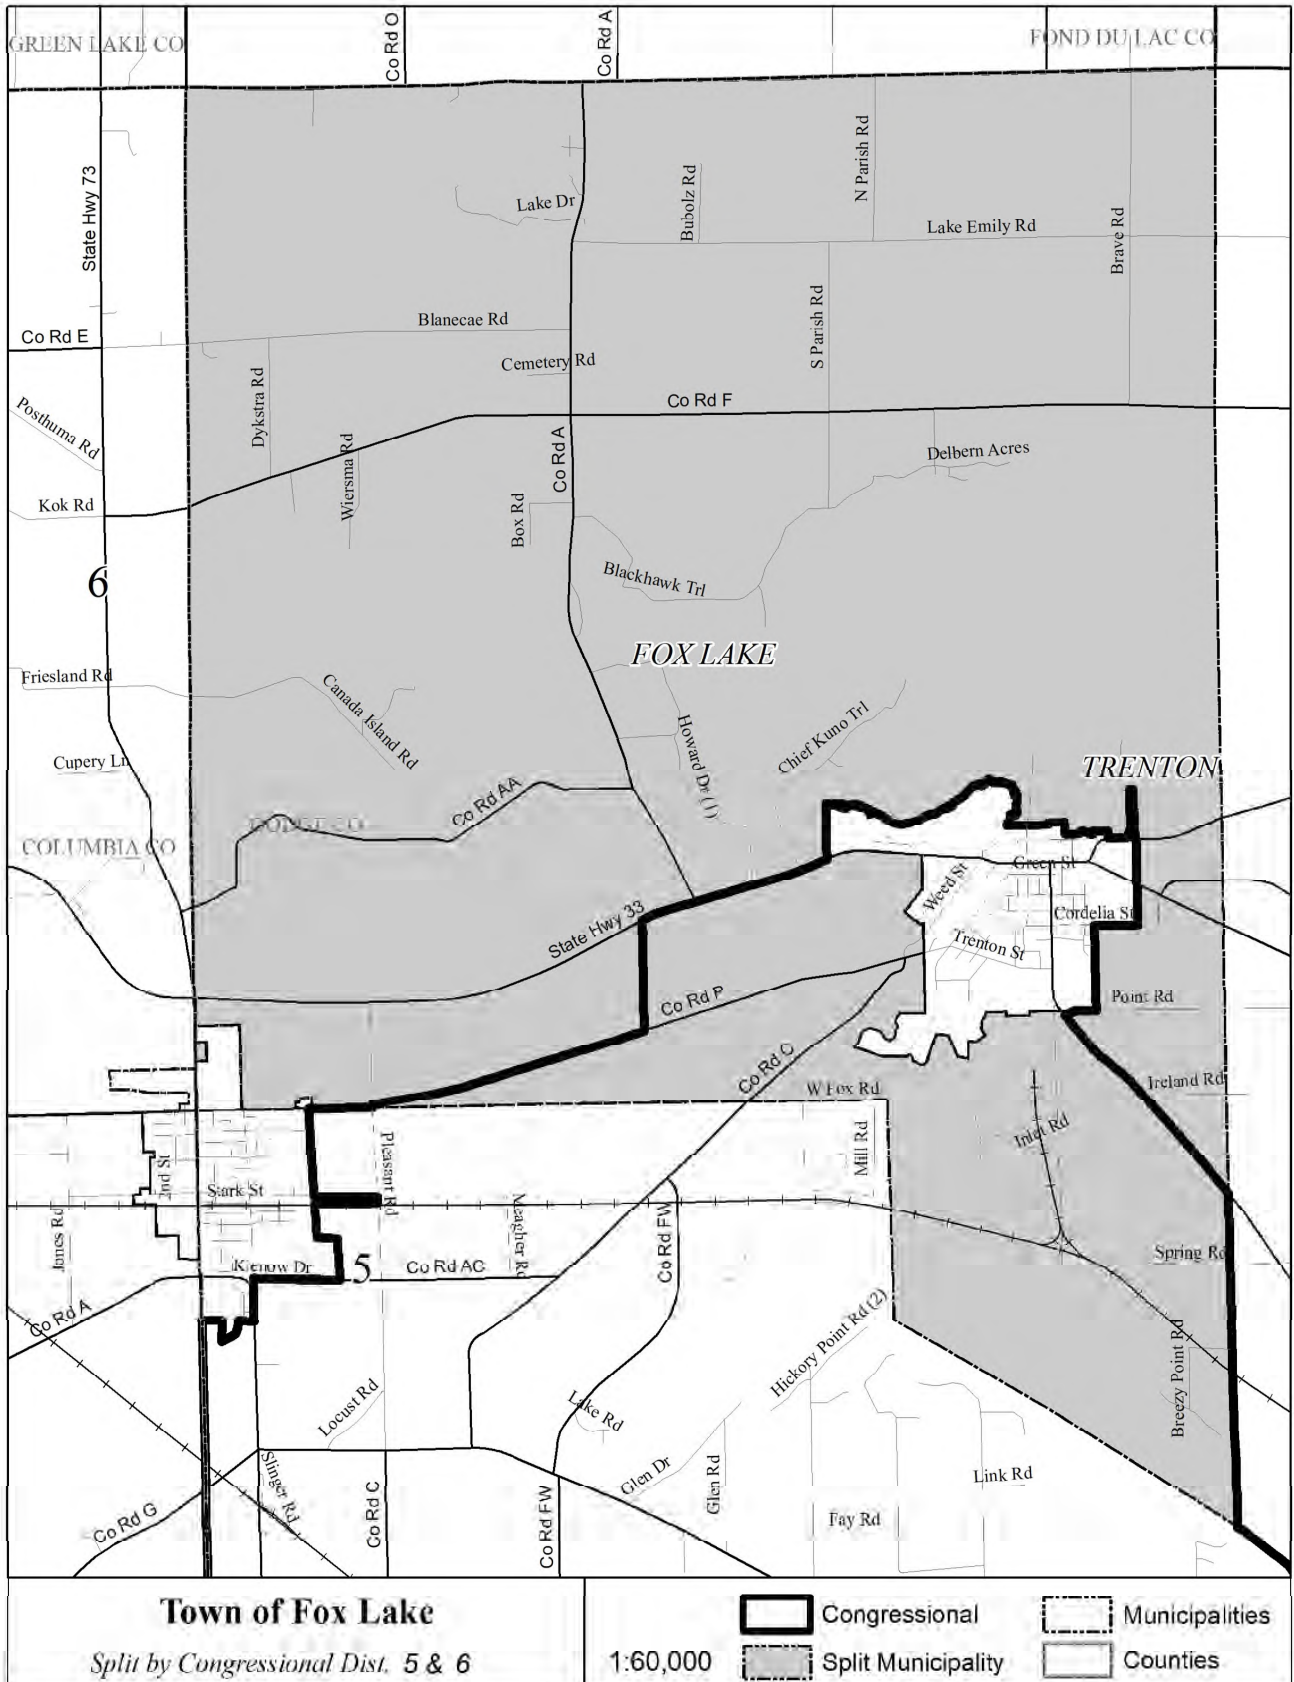 GREEN LAKE CO
Co Rd O
Co Rd A
FOND DU LAC CO
State Hwy 73
Lake Dr
Bubolz Rd
N Parish Rd
Lake Emily Rd
Brave Rd
Co Rd E
Blanecae Rd
S Parish Rd
Cemetery Rd
Dykstra Rd
Co Rd F
Posthuma Rd
Wiersma Rd
Co Rd A
Delbern Acres
Kok Rd
Box Rd
6
Blackhawk Trl
FOX LAKE
Friesland Rd
Canada Island Rd
Howard Dr (1)
Chief Kuno Trl
Cupery Ln
TRENTON
Co Rd AA
DODGE CO
COLUMBIA CO
Green St
Weed St
State Hwy 33
Cordelia St
Trenton St
Co Rd P
Point Rd
Co Rd C
W Fox Rd
Ireland Rd
Inlet Rd
Mill Rd
Pleasant Rd
2nd St
Stark St
Meagher Rd
Jones Rd
Co Rd FW
Kienow Dr
5
Co Rd AC
Spring Rd
Co Rd A
Hickory Point Rd (2)
Breezy Point Rd
Locust Rd
Lake Rd
Glen Dr
Glen Rd
Link Rd
Slinger Rd
Co Rd G
Co Rd C
Co Rd FW
Fay Rd
Town of Fox Lake
Split by Congressional Dist. 5 & 6
1:60,000
Congressional
Municipalities
Split Municipality
Counties